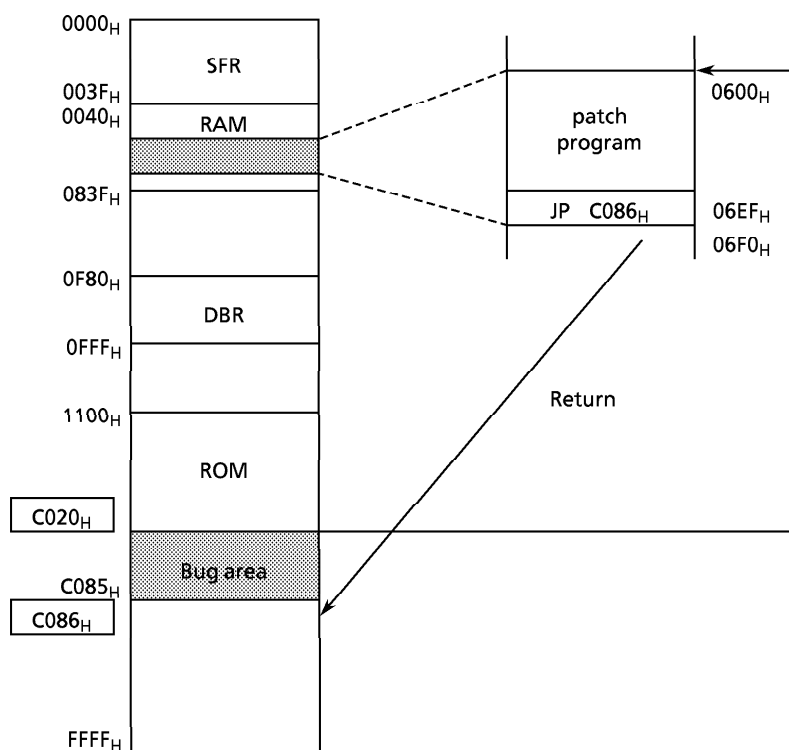 0000H
SFR
003FH
0040H
RAM
083FH
0F80H
DBR
0FFFH
1100H
ROM
C020H
Bug area
C085H
C086H
FFFFH
0600H
patch
program
JP C086H
06EFH
06F0H
Return